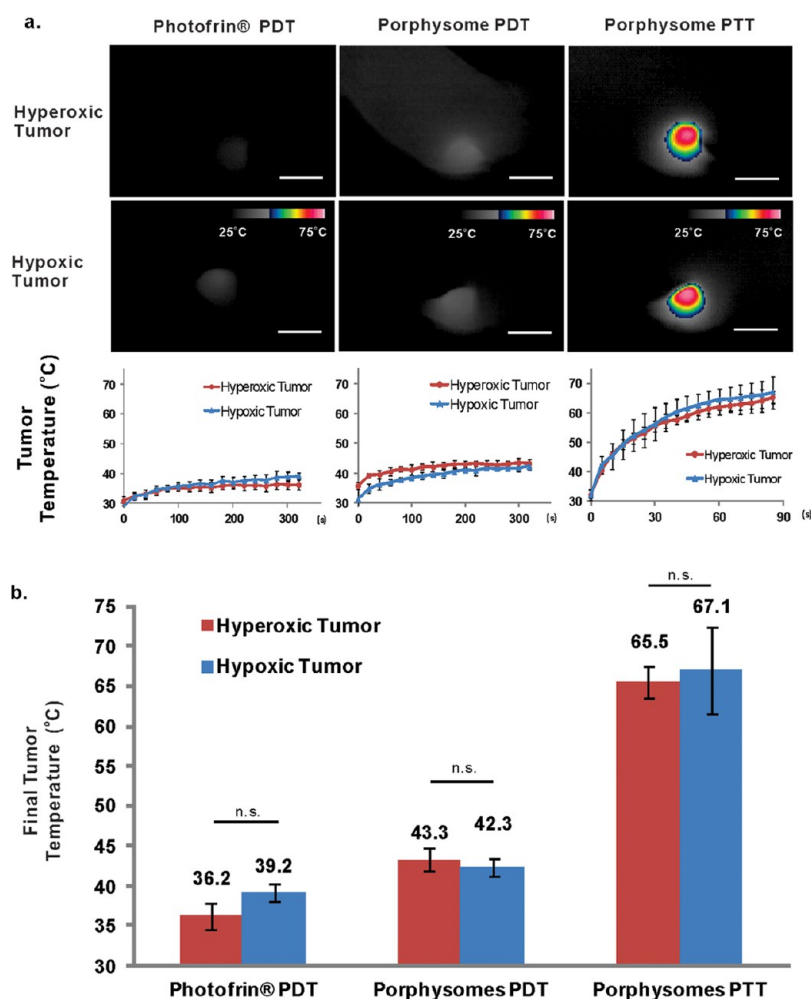 a.
Photofrin® PDT
Porphysome PDT
Porphysome PTT
Hyperoxic
Tumor
Hypoxic
Tumor
25°C 75°C
25°C 75°C
25°C 75°C
Tumor
Temperature (°C)
70
60
50
40
30
0 100 200 300 (s)
Hyperoxic Tumor
Hypoxic Tumor
70
60
50
40
30
0 100 200 300 (s)
Hyperoxic Tumor
Hypoxic Tumor
70
60
50
40
30
0 30 60 90 (s)
Hyperoxic Tumor
Hypoxic Tumor
b.
Final Tumor
Temperature (°C)
75
70
65
60
55
50
45
40
35
30
Hyperoxic Tumor
Hypoxic Tumor
n.s.
36.2 39.2
n.s.
43.3 42.3
n.s.
65.5 67.1
Photofrin® PDT
Porphysomes PDT
Porphysomes PTT